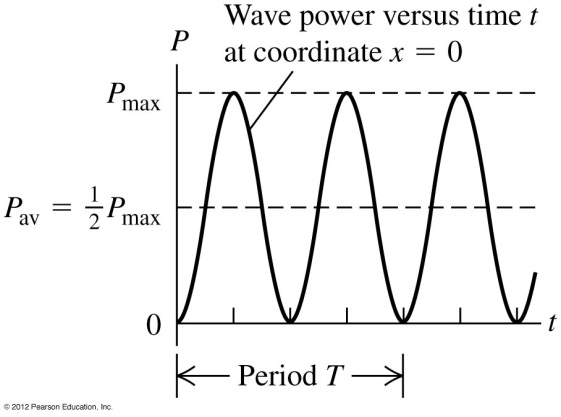 Wave power versus time t
at coordinate x = 0
P
Pmax
Pav = 1/2 Pmax
0
t
Period T
© 2012 Pearson Education, Inc.